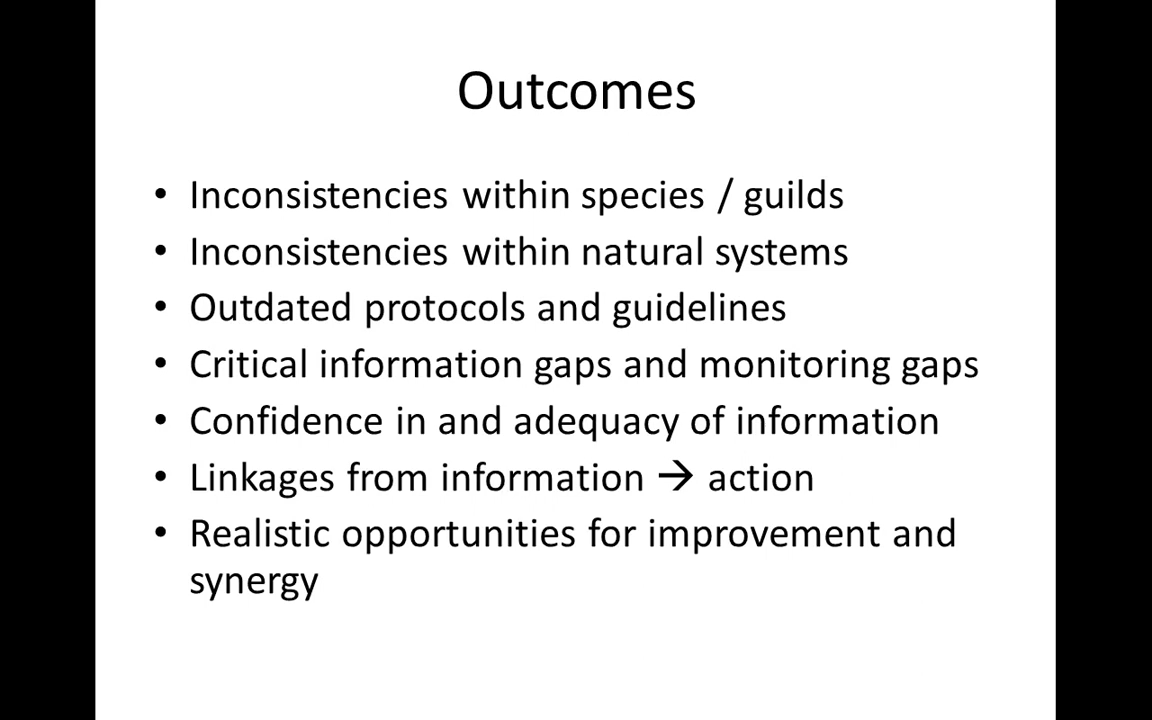 Outcomes
• Inconsistencies within species / guilds
• Inconsistencies within natural systems
• Outdated protocols and guidelines
• Critical information gaps and monitoring gaps
• Confidence in and adequacy of information
• Linkages from information → action
• Realistic opportunities for improvement and
synergy